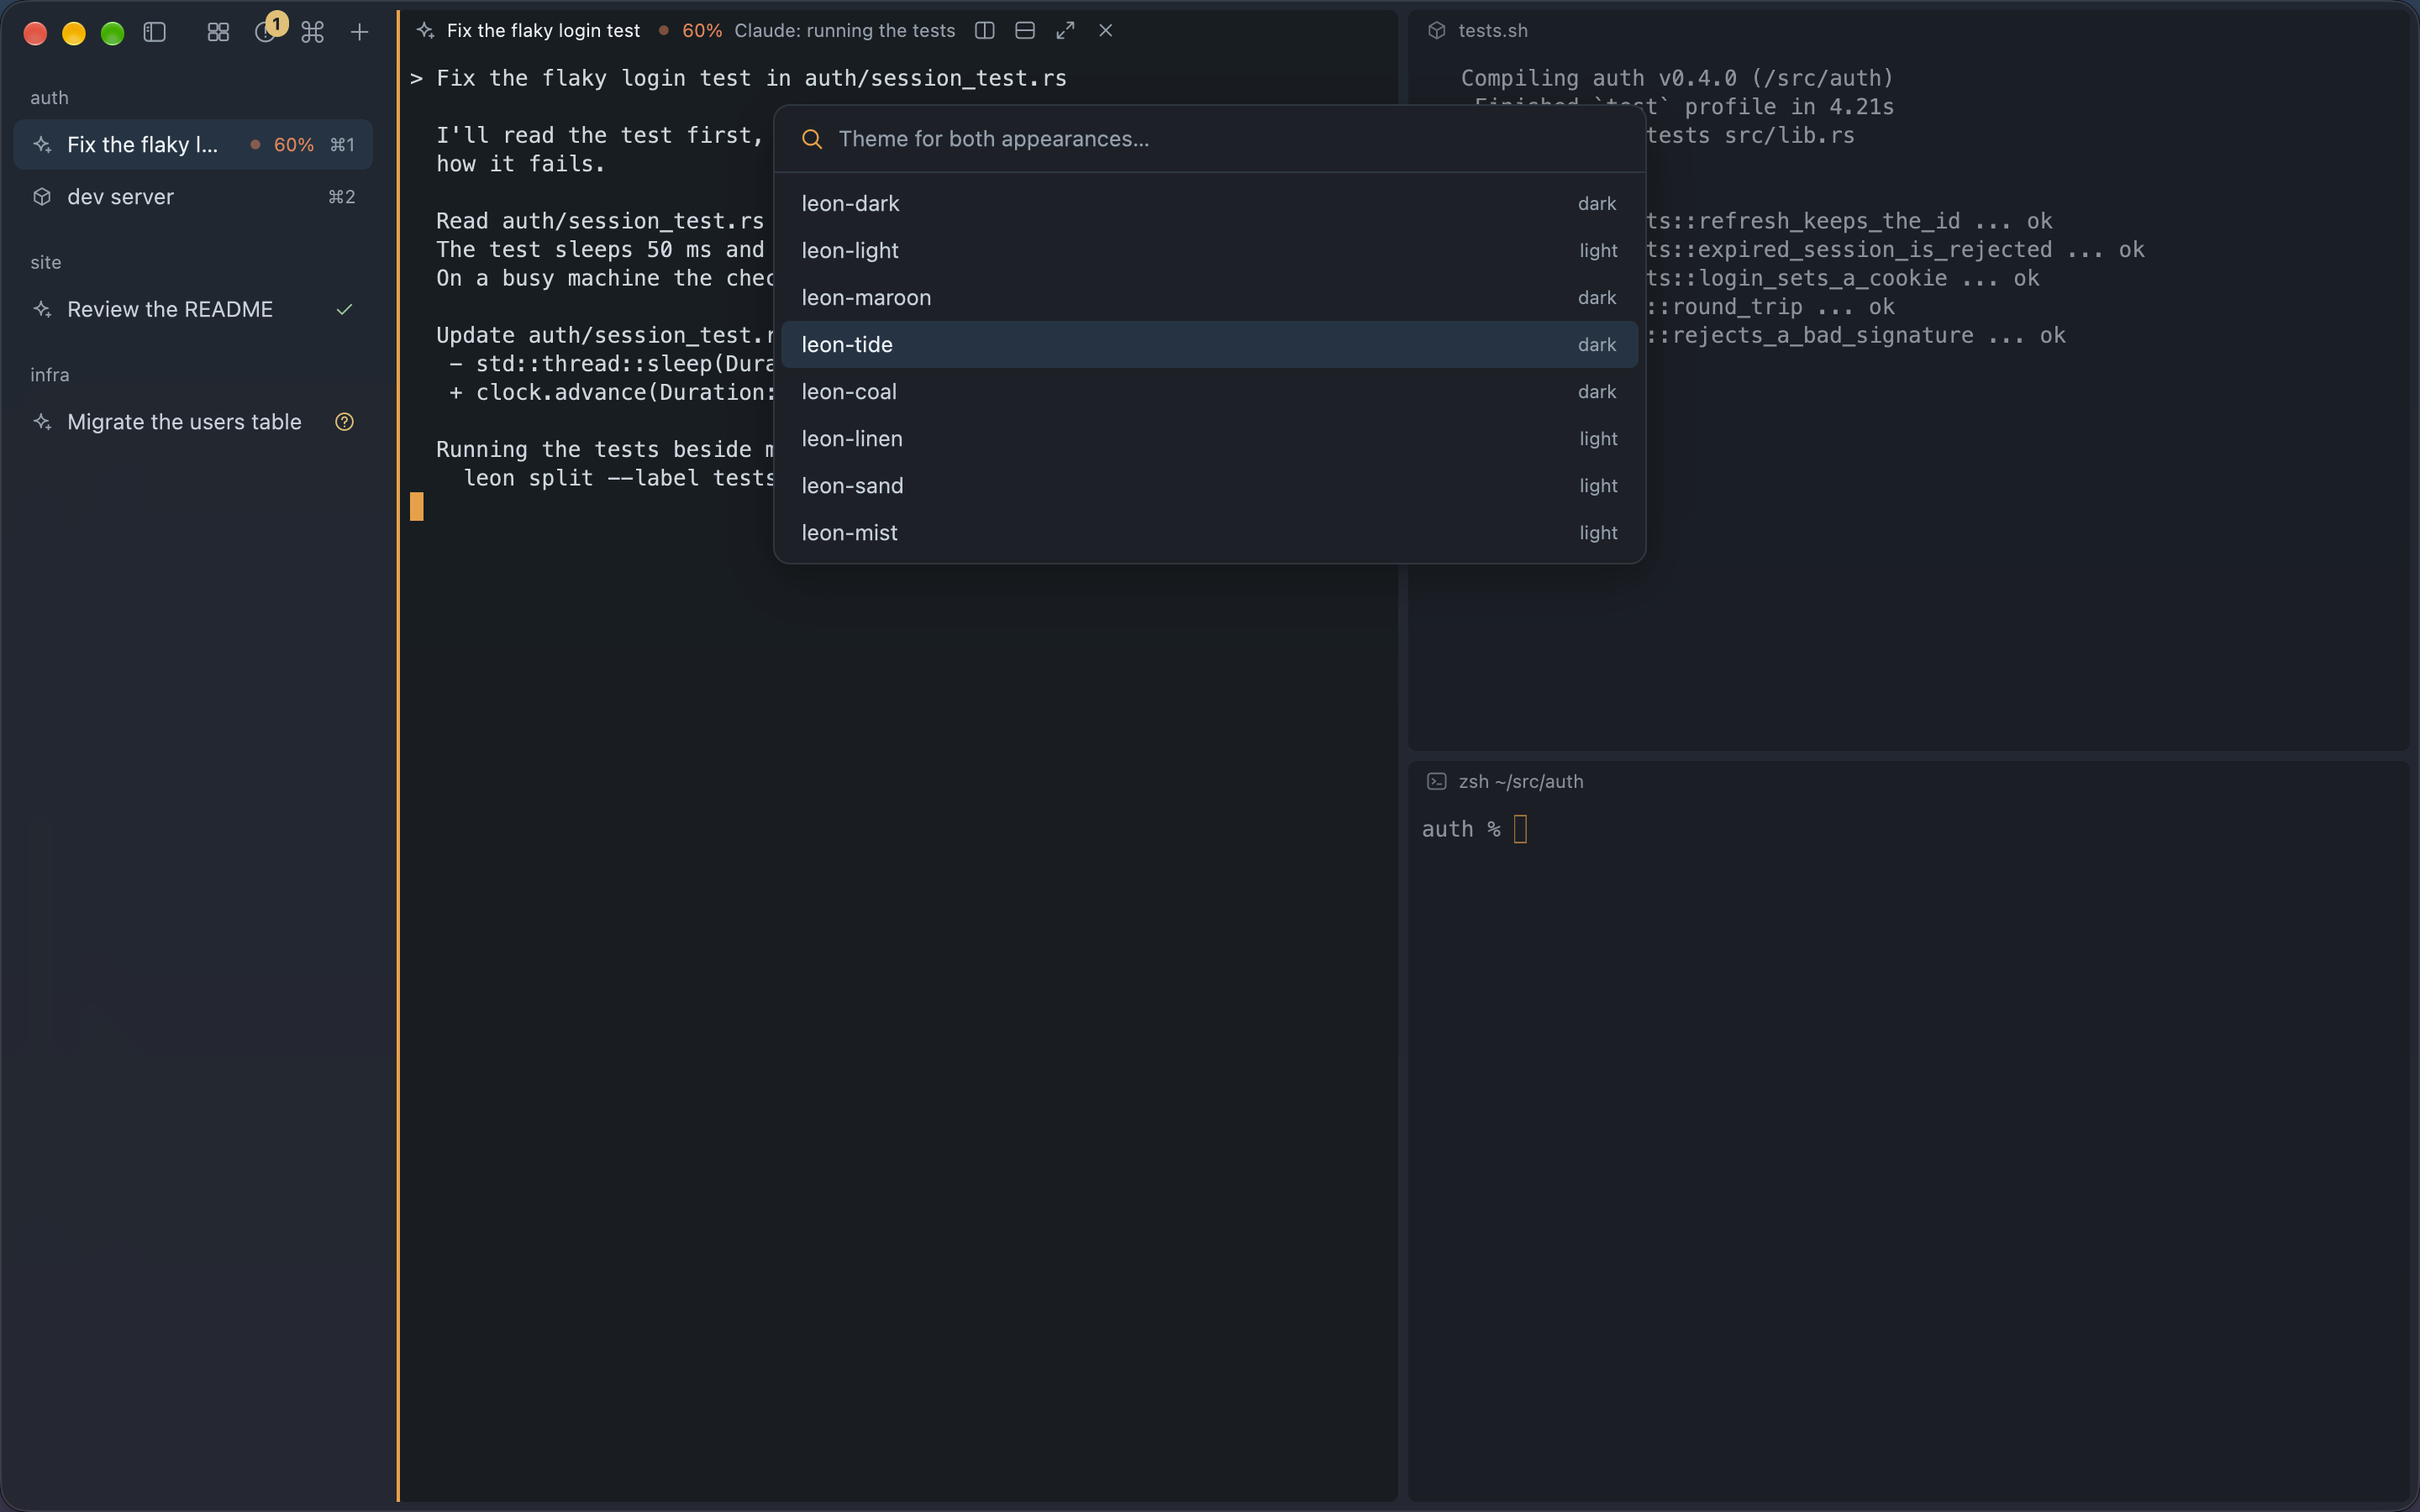 1
auth
Fix the flaky l... 60% ⌘1
dev server ⌘2
site
Review the README
infra
Migrate the users table ?
Fix the flaky login test 60% Claude: running the tests
> Fix the flaky login test in auth/session_test.rs
I'll read the test first,
how it fails.
Read auth/session_test.rs
The test sleeps 50 ms and
On a busy machine the chec
Update auth/session_test.r
− std::thread::sleep(Dura
+ clock.advance(Duration:
Running the tests beside m
leon split --label tests
Theme for both appearances...
leon-dark dark
leon-light light
leon-maroon dark
leon-tide dark
leon-coal dark
leon-linen light
leon-sand light
leon-mist light
tests.sh
Compiling auth v0.4.0 (/src/auth)
Finished `test` profile in 4.21s
tests src/lib.rs
ts::refresh_keeps_the_id ... ok
ts::expired_session_is_rejected ... ok
ts::login_sets_a_cookie ... ok
::round_trip ... ok
::rejects_a_bad_signature ... ok
zsh ~/src/auth
auth %